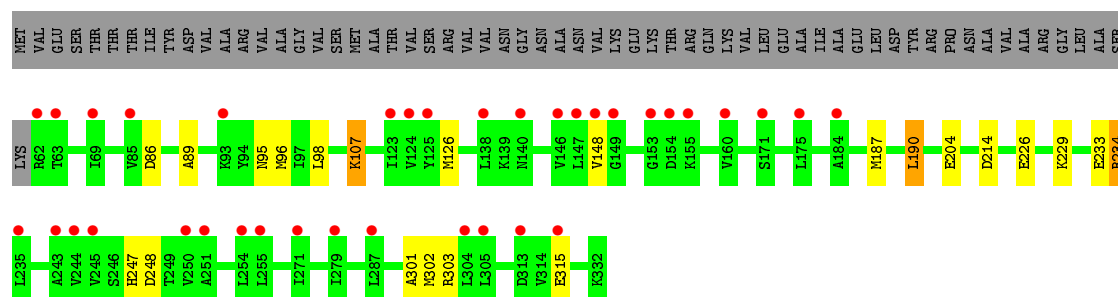 MET VAL GLU SER THR THR THR ILE TYR ASP VAL ALA ARG VAL ALA GLY VAL SER MET ALA THR VAL SER ARG VAL VAL ASN GLY ASN ALA ASN VAL LYS GLU LYS THR ARG GLN LYS VAL LEU GLU ALA ILE ALA GLU LEU ASP TYR ARG PRO ASN ALA VAL ALA ARG GLY LEU ALA SER
LYS R62 T63 I69 V85 D86 A89 K93 Y94 N95 M96 I97 L98 K107 I123 V124 Y125 M126 L138 K139 N140 V146 L147 V148 G149 G153 D154 K155 V160 S171 L175 A184 M187 L190 E204 D214 E226 K229 E233
L235 A243 V244 V245 S246 H247 D248 T249 V250 A251 L254 L255 I271 I279 L287 A301 M302 R303 L304 L305 D313 V314 E315 K332